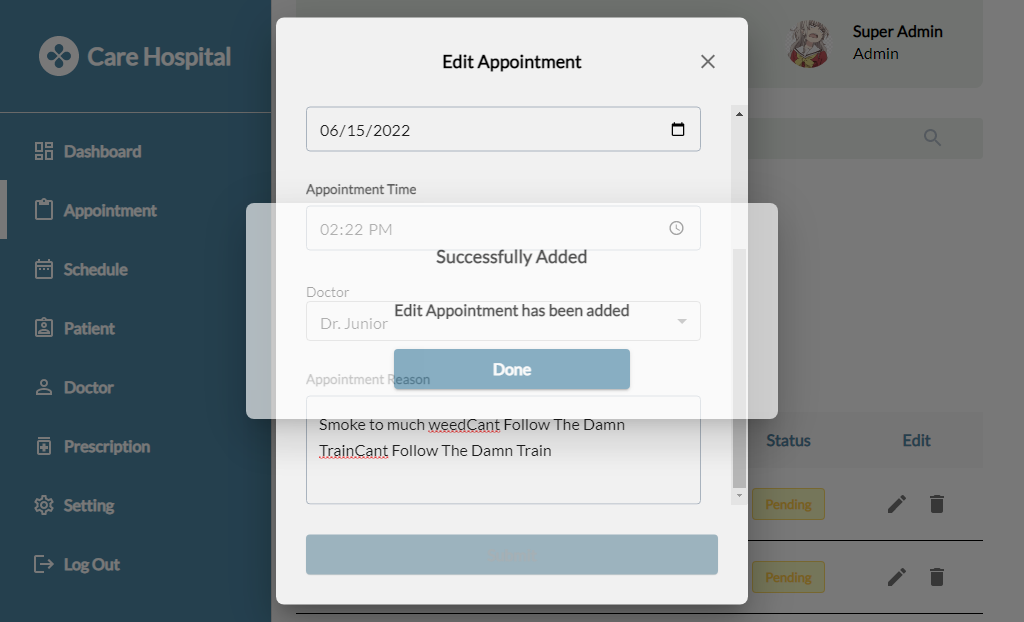 Care Hospital
Dashboard
Appointment
Schedule
Patient
Doctor
Prescription
Setting
Log Out
Edit Appointment
06/15/2022
Appointment Time
02:22 PM
Successfully Added
Doctor
Edit Appointment has been added
Dr. Junior
Done
Appointment Reason
Smoke to much weedCant Follow The Damn
TrainCant Follow The Damn Train
Super Admin
Admin
Status Edit
Pending
Pending